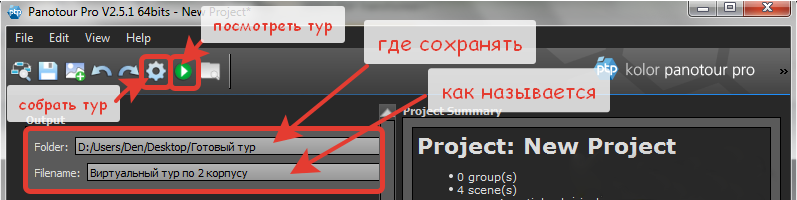 Panotour Pro V2.5.1 64bits - New Project*
посмотреть тур
File Edit View Help
где сохранять
ptp kolor panotour pro »
собрать тур
как называется
Output
Project Summary
Folder: D:/Users/Den/Desktop/Готовый тур
Project: New Project
Filename: Виртуальный тур по 2 корпусу
• 0 group(s)
• 4 scene(s)